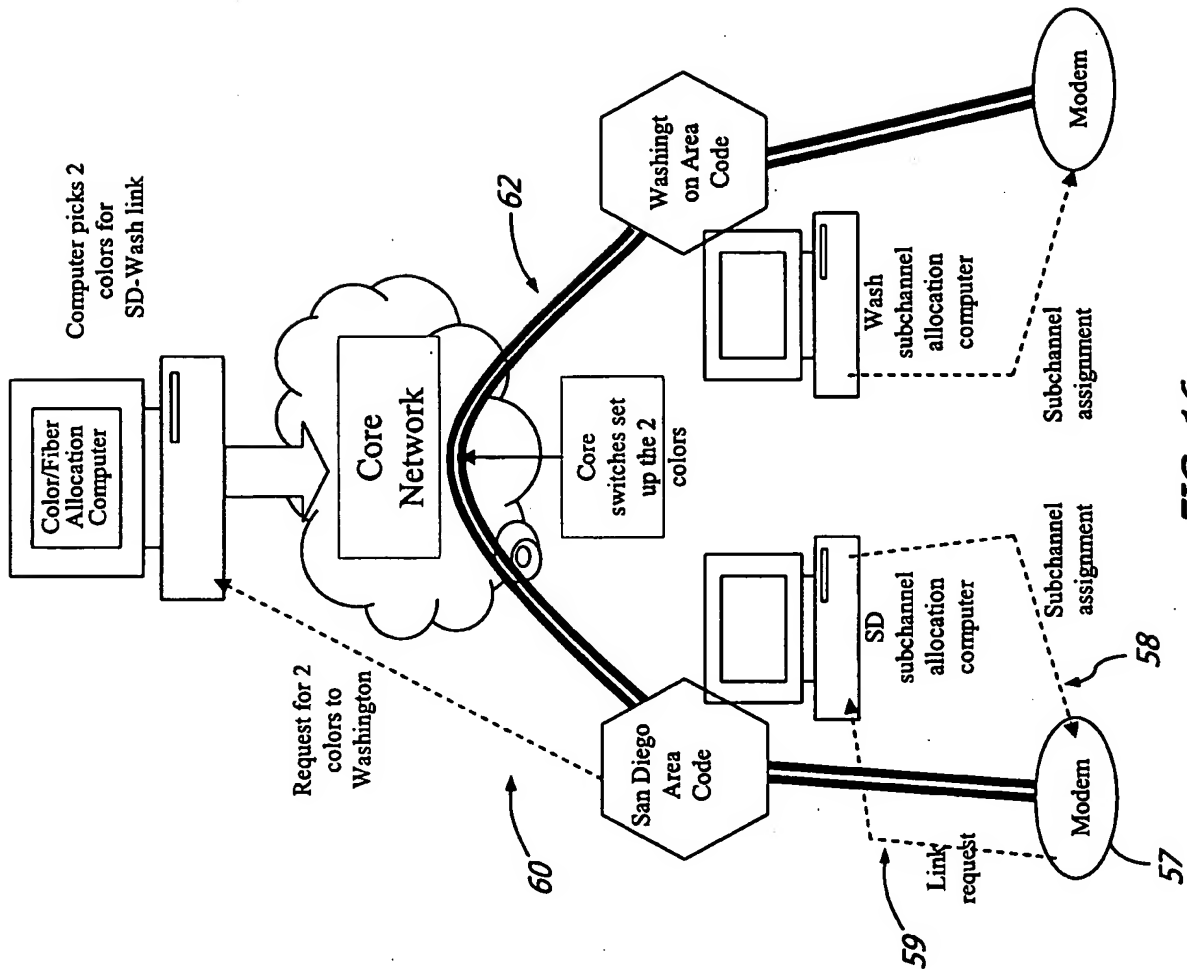 Color/Fiber
Allocation
Computer
Computer picks 2
colors for
SD-Wash link
Request for 2
colors to
Washington
Core
Network
60
62
Core
switches set
up the 2
colors
San Diego
Area
Code
Washingt
on Area
Code
SD
subchannel
allocation
computer
Wash
subchannel
allocation
computer
59
Link
request
58
Subchannel
assignment
Subchannel
assignment
Modem
57
Modem